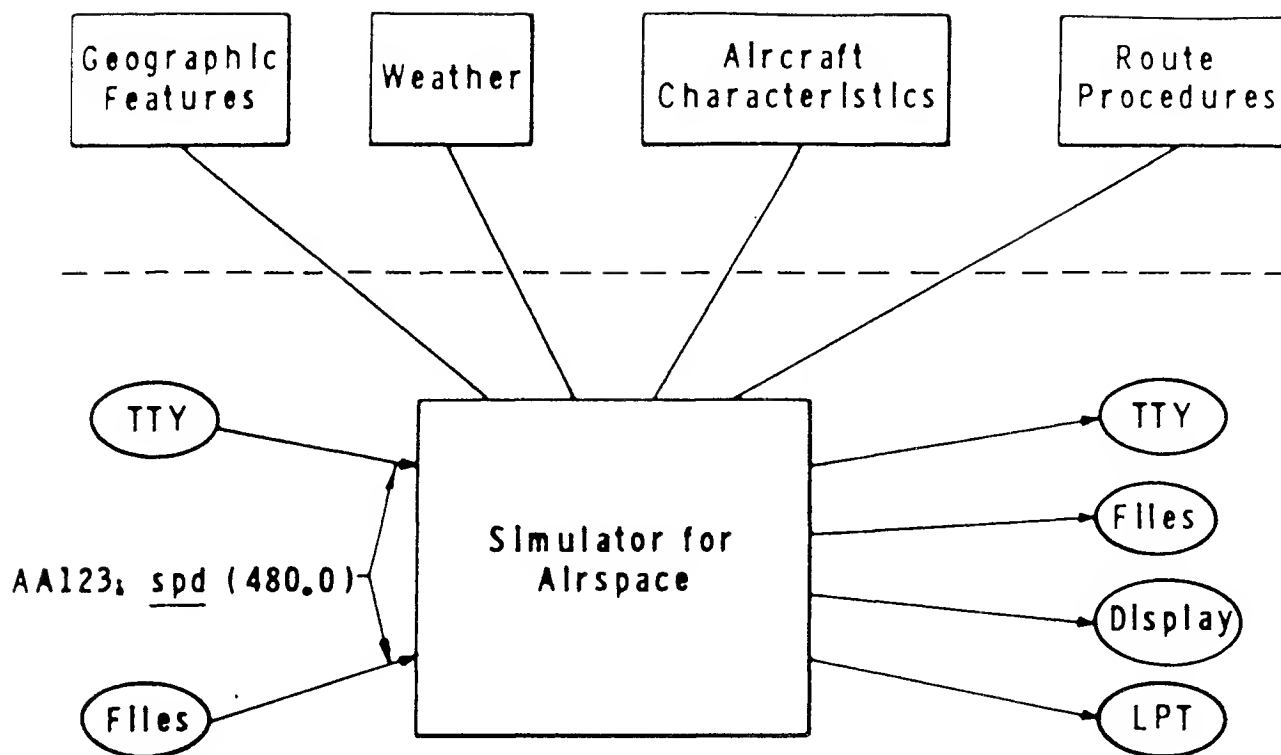 Geographic
Features
Weather
Aircraft
Characteristics
Route
Procedures
TTY
AA123; spd (480.0)
Files
Simulator for
Airspace
TTY
Files
Display
LPT